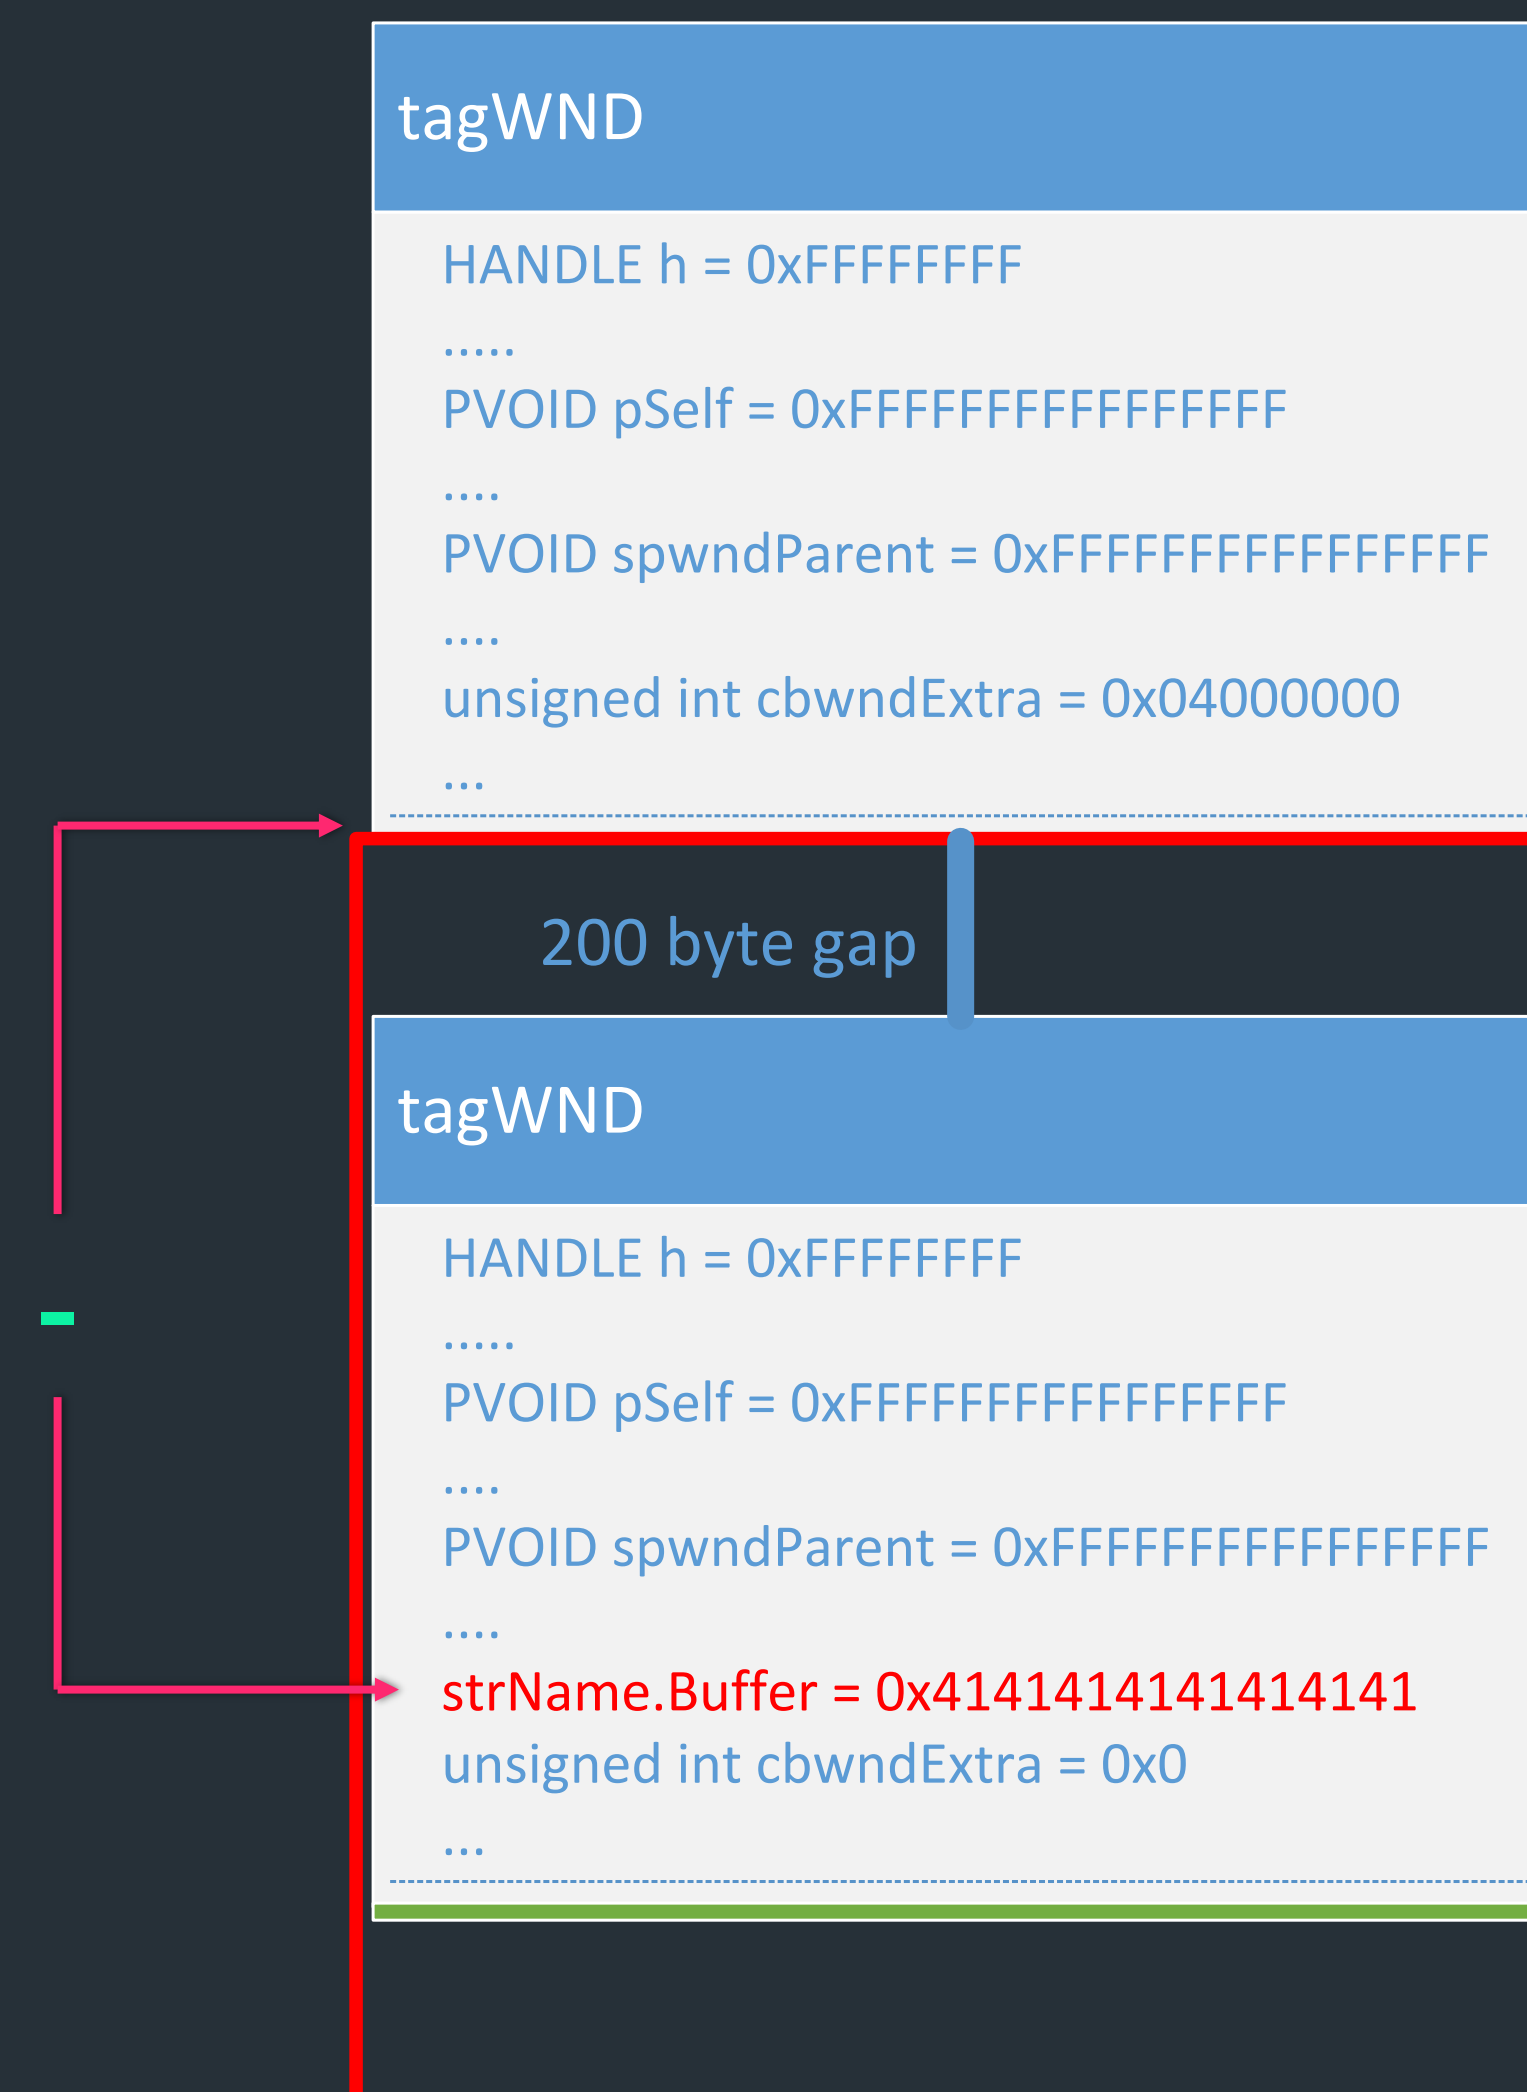 tagWND
HANDLE h = 0xFFFFFFFF
.....
PVOID pSelf = 0xFFFFFFFFFFFFFFFF
....
PVOID spwndParent = 0xFFFFFFFFFFFFFFFF
....
unsigned int cbwndExtra = 0x04000000
...
200 byte gap
tagWND
HANDLE h = 0xFFFFFFFF
.....
PVOID pSelf = 0xFFFFFFFFFFFFFFFF
....
PVOID spwndParent = 0xFFFFFFFFFFFFFFFF
....
strName.Buffer = 0x4141414141414141
unsigned int cbwndExtra = 0x0
...